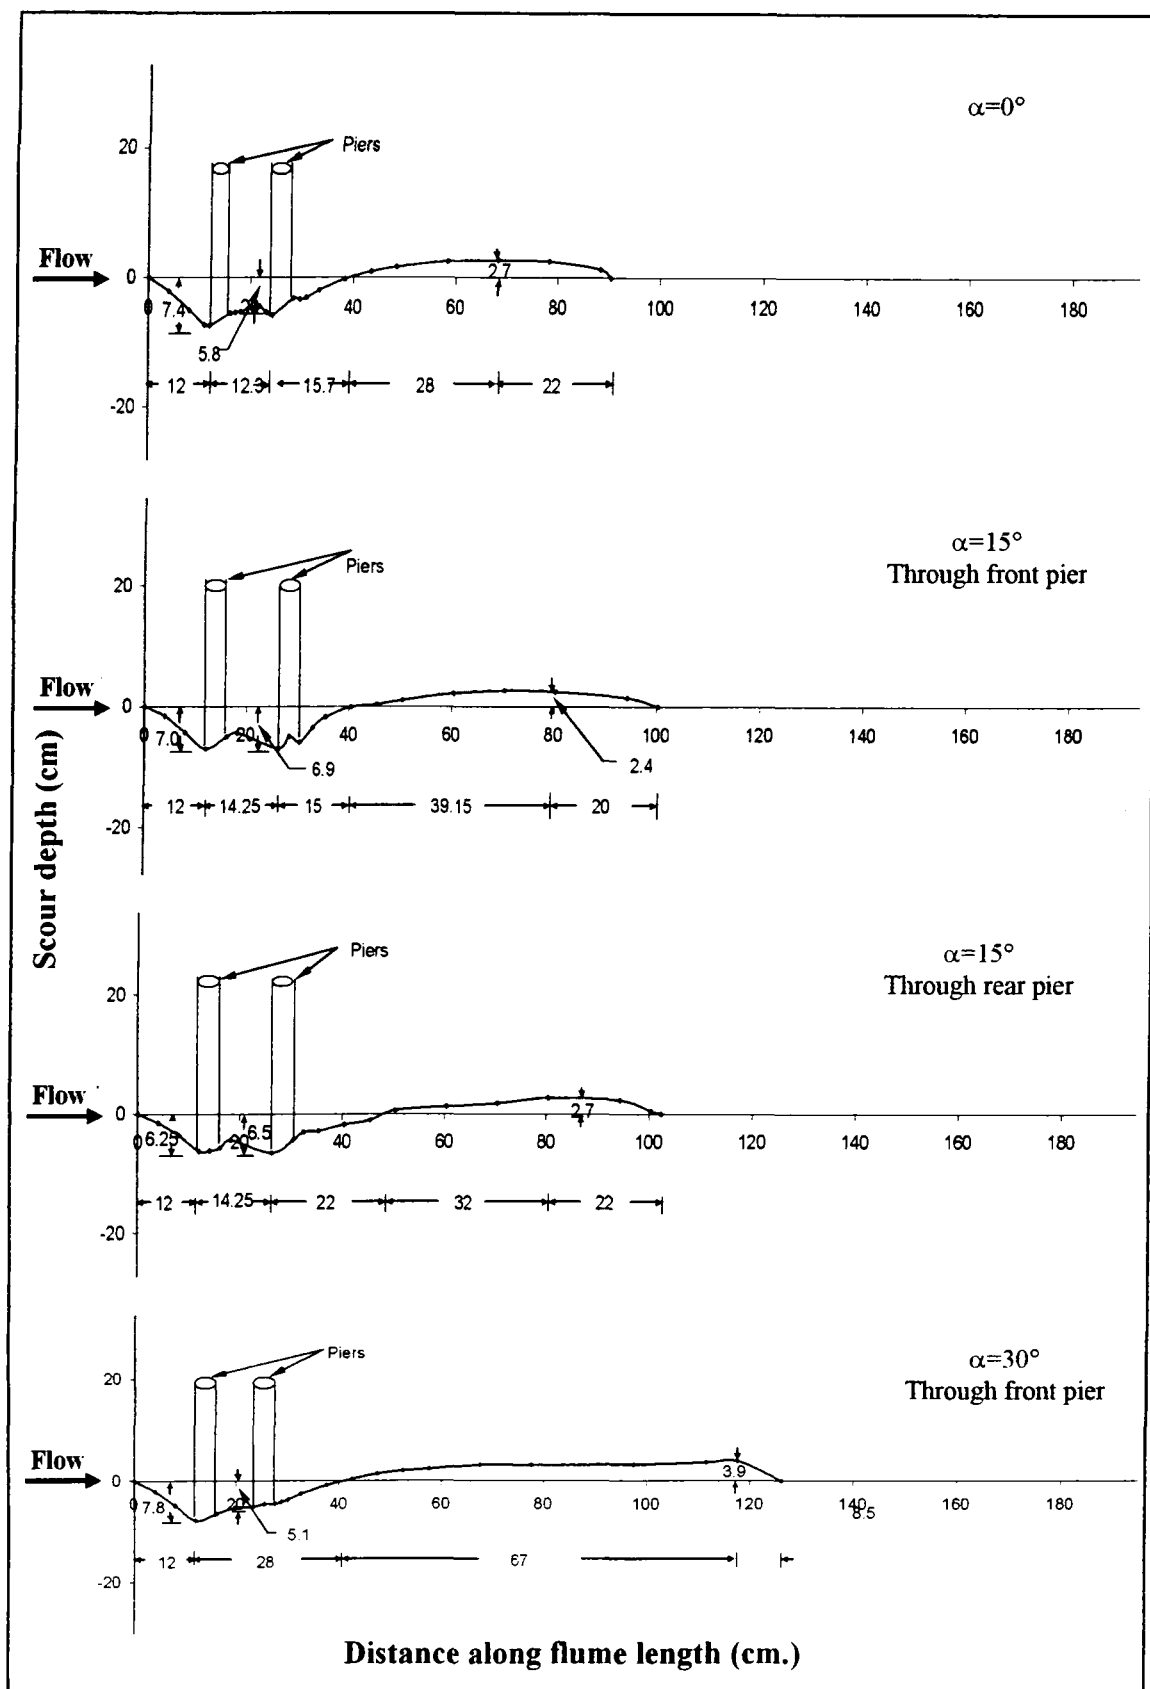 α=0°
20
Piers
Flow
0
0 20 40 60 80 100 120 140 160 180
7.4
2.7
5.8
12 12.3 15.7 28 22
-20
α=15°
Through front pier
Piers
20
Flow
0
0 20 40 60 80 100 120 140 160 180
7.0
6.9
2.4
12 14.25 15 39.15 20
-20
Scour depth (cm)
α=15°
Through rear pier
Piers
20
Flow
0
0 20 40 60 80 100 120 140 160 180
6.25 6.5
2.7
12 14.25 22 32 22
-20
α=30°
Through front pier
Piers
20
Flow
0
3.9
0 20 40 60 80 100 120 140 160 180
7.8
8.5
5.1
12 28 67
-20
Distance along flume length (cm.)